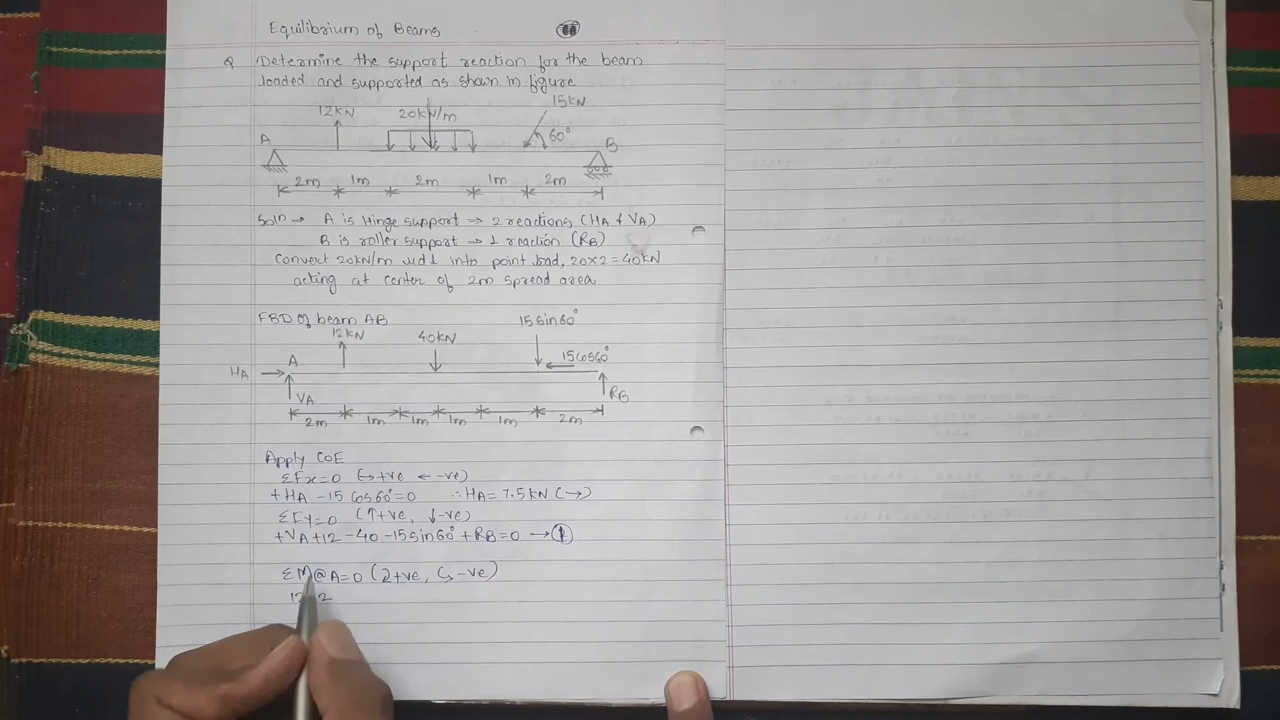 Equilibrium of Beams
Q Determine the support reaction for the beam
loaded and supported as shown in figure
12KN 20KN/m 15KN
A 60° B
2m 1m 2m 1m 2m
Soln → A is Hinge support → 2 reactions (HA & VA)
B is roller support → 1 reaction (RB)
Convert 20KN/m udl into point load, 20×2=40KN
acting at center of 2m spread area
FBD of beam AB
12KN 40KN 15sin60°
A 15cos60°
HA VA RB
2m 1m 1m 1m 1m 2m
Apply COE
ΣFx=0 (→+ve ←-ve)
+HA -15 cos60°=0 ∴HA=7.5KN (→)
ΣFy=0 (↑+ve, ↓-ve)
+VA+12-40-15sin60°+RB=0 →①
ΣM@A=0 (↻+ve, ↺-ve)